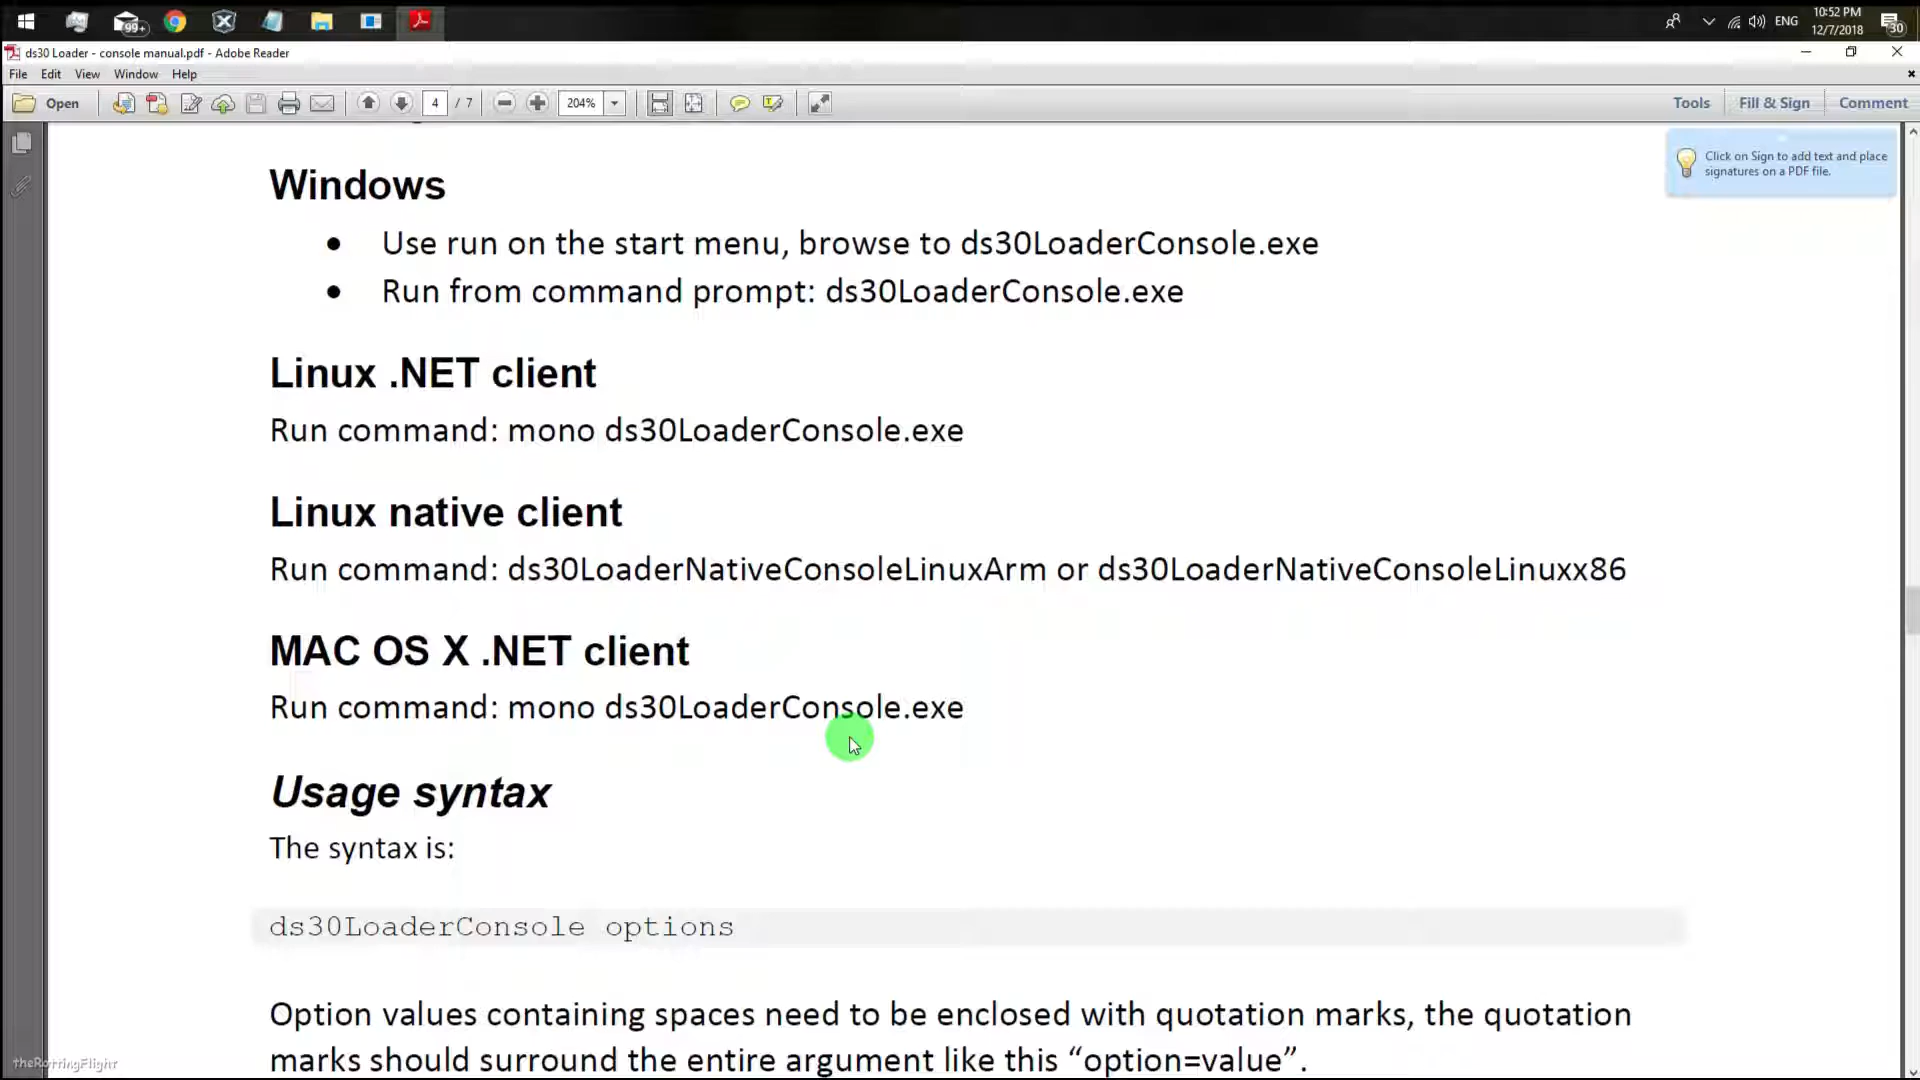 99+
ENG
10:52 PM
12/7/2018
30
ds30 Loader - console manual.pdf - Adobe Reader
File Edit View Window Help
Open
4 / 7
204%
Tools
Fill & Sign
Comment
Click on Sign to add text and place
signatures on a PDF file.
Windows
• Use run on the start menu, browse to ds30LoaderConsole.exe
• Run from command prompt: ds30LoaderConsole.exe
Linux .NET client
Run command: mono ds30LoaderConsole.exe
Linux native client
Run command: ds30LoaderNativeConsoleLinuxArm or ds30LoaderNativeConsoleLinuxx86
MAC OS X .NET client
Run command: mono ds30LoaderConsole.exe
Usage syntax
The syntax is:
ds30LoaderConsole options
Option values containing spaces need to be enclosed with quotation marks, the quotation
marks should surround the entire argument like this “option=value”.
theRottingFlight